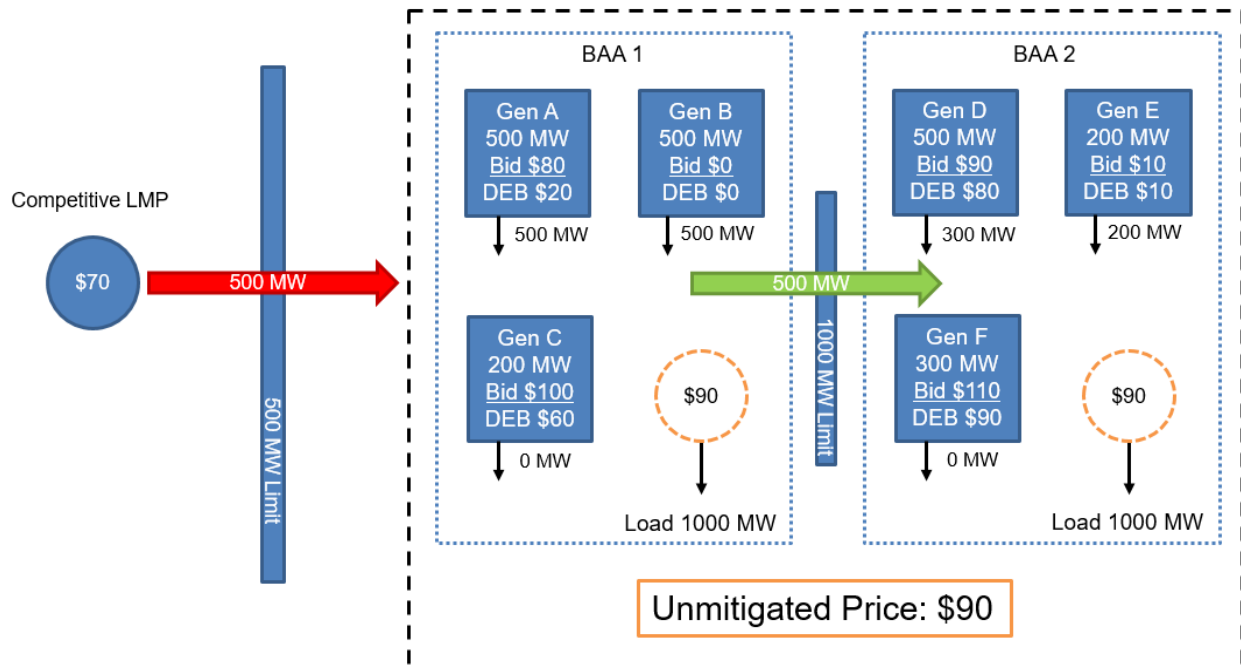 Competitive LMP
$70
500 MW
500 MW Limit
BAA 1
Gen A
500 MW
Bid $80
DEB $20
500 MW
Gen B
500 MW
Bid $0
DEB $0
500 MW
Gen C
200 MW
Bid $100
DEB $60
0 MW
$90
Load 1000 MW
500 MW
1000 MW Limit
BAA 2
Gen D
500 MW
Bid $90
DEB $80
300 MW
Gen E
200 MW
Bid $10
DEB $10
200 MW
Gen F
300 MW
Bid $110
DEB $90
0 MW
$90
Load 1000 MW
Unmitigated Price: $90